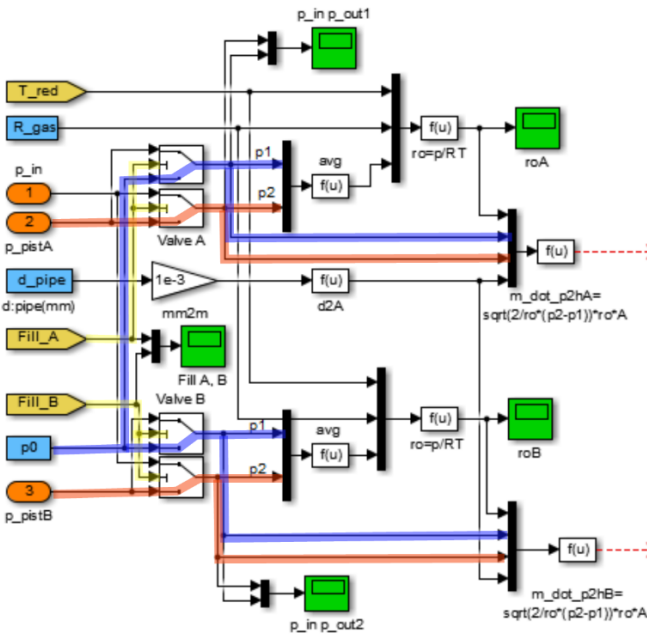 p_in p_out1
T_red
R_gas
f(u)
ro=p/RT
roA
p_in
1
2
p_pistA
p1
p2
avg
f(u)
Valve A
f(u)
m_dot_p2hA=
sqrt(2/ro*(p2-p1))*ro*A
d_pipe
d:pipe(mm)
1e-3
mm2m
f(u)
d2A
Fill_A
Fill A, B
Fill_B
Valve B
p0
3
p_pistB
p1
p2
avg
f(u)
f(u)
ro=p/RT
roB
f(u)
m_dot_p2hB=
sqrt(2/ro*(p2-p1))*ro*A
p_in p_out2